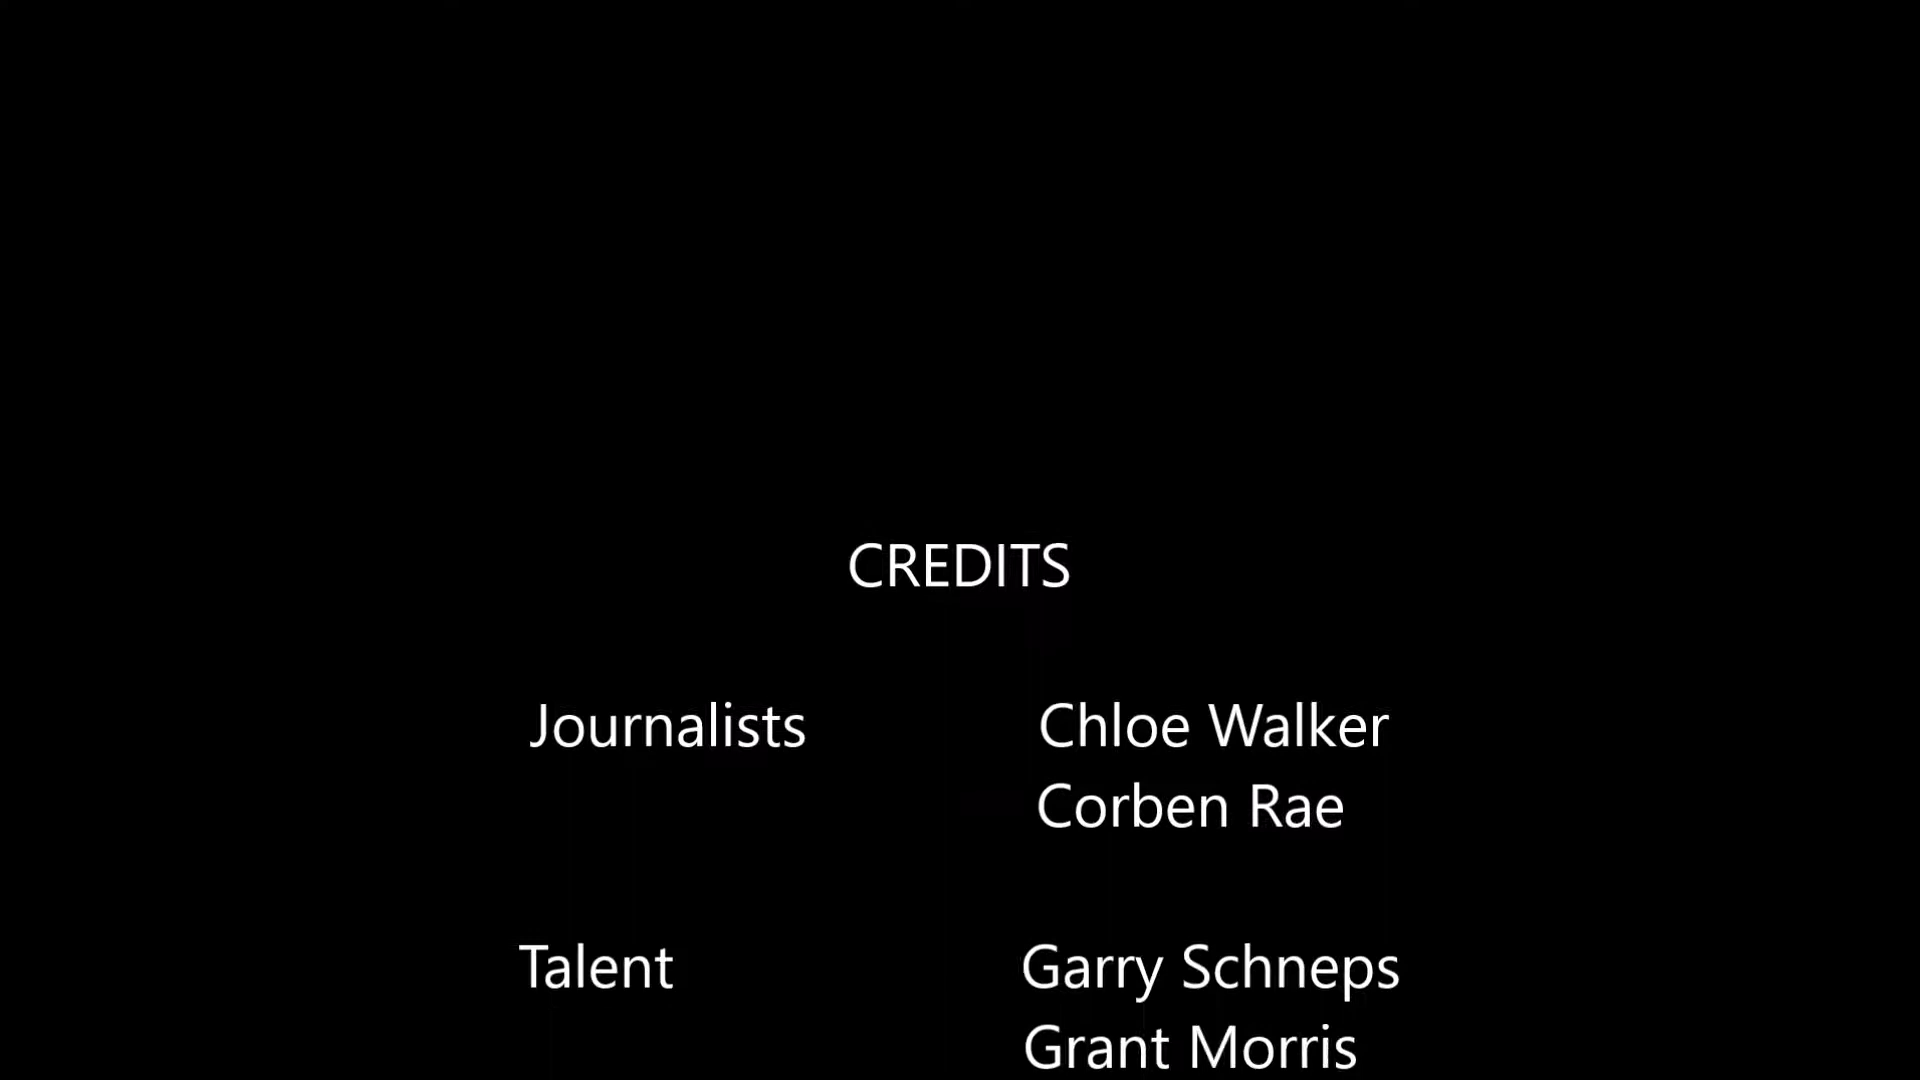 CREDITS
Journalists Chloe Walker
Corben Rae
Talent Garry Schneps
Grant Morris